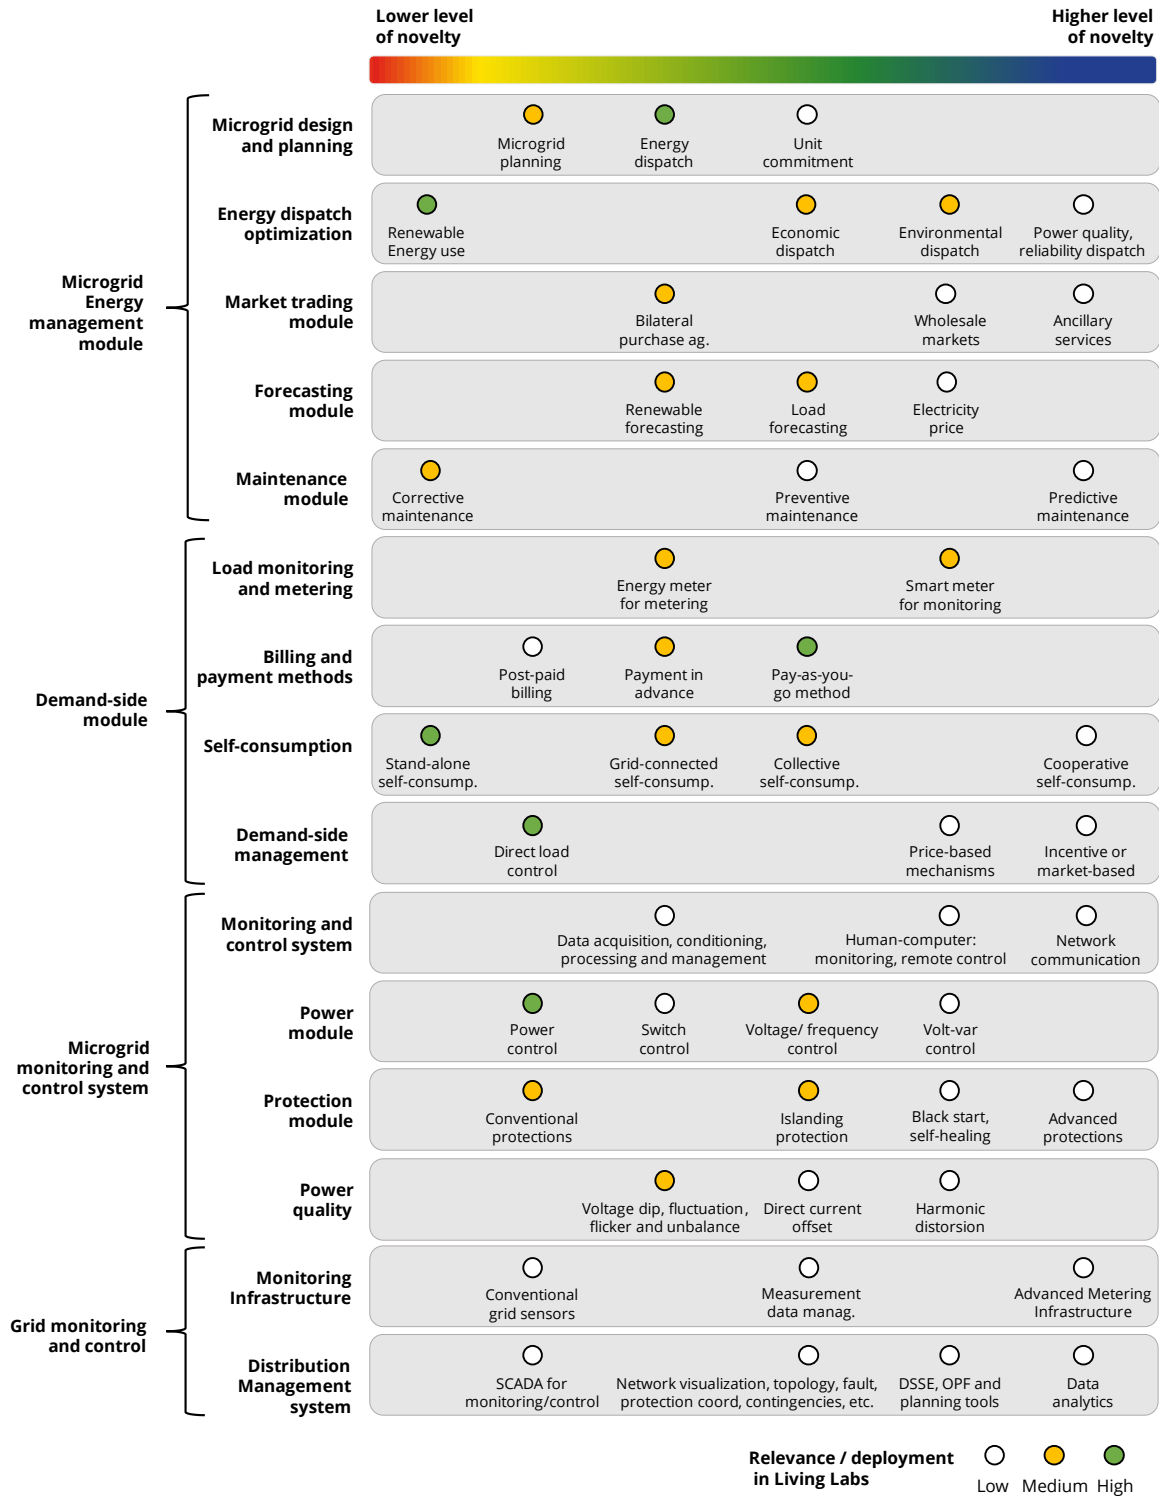 Lower level
of novelty
Higher level
of novelty
Microgrid
Energy
management
module
Microgrid design
and planning
Microgrid
planning
Energy
dispatch
Unit
commitment
Energy dispatch
optimization
Renewable
Energy use
Economic
dispatch
Environmental
dispatch
Power quality,
reliability dispatch
Market trading
module
Bilateral
purchase ag.
Wholesale
markets
Ancillary
services
Forecasting
module
Renewable
forecasting
Load
forecasting
Electricity
price
Maintenance
module
Corrective
maintenance
Preventive
maintenance
Predictive
maintenance
Demand-side
module
Load monitoring
and metering
Energy meter
for metering
Smart meter
for monitoring
Billing and
payment methods
Post-paid
billing
Payment in
advance
Pay-as-you-
go method
Self-consumption
Stand-alone
self-consump.
Grid-connected
self-consump.
Collective
self-consump.
Cooperative
self-consump.
Demand-side
management
Direct load
control
Price-based
mechanisms
Incentive or
market-based
Microgrid
monitoring and
control system
Monitoring and
control system
Data acquisition, conditioning,
processing and management
Human-computer:
monitoring, remote control
Network
communication
Power
module
Power
control
Switch
control
Voltage/ frequency
control
Volt-var
control
Protection
module
Conventional
protections
Islanding
protection
Black start,
self-healing
Advanced
protections
Power
quality
Voltage dip, fluctuation,
flicker and unbalance
Direct current
offset
Harmonic
distorsion
Grid monitoring
and control
Monitoring
Infrastructure
Conventional
grid sensors
Measurement
data manag.
Advanced Metering
Infrastructure
Distribution
Management
system
SCADA for
monitoring/control
Network visualization, topology, fault,
protection coord, contingencies, etc.
DSSE, OPF and
planning tools
Data
analytics
Relevance / deployment
in Living Labs
Low Medium High